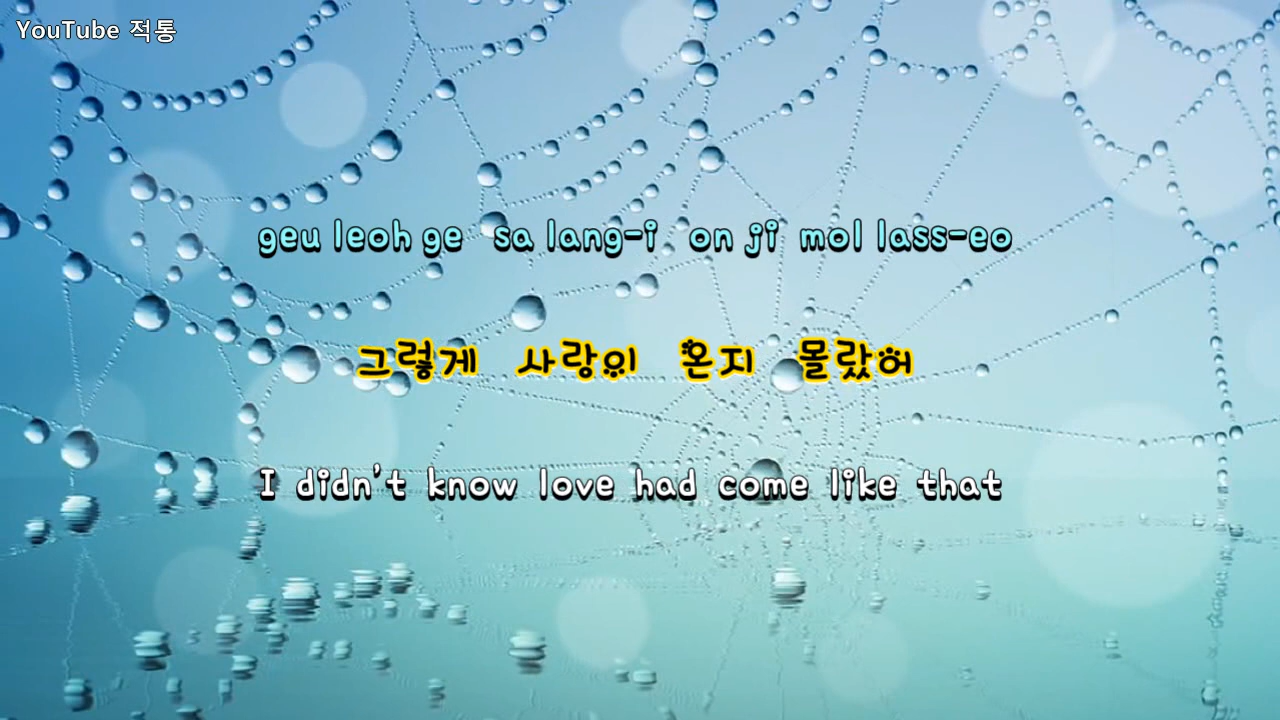 YouTube 적통
geu leoh ge sa lang-i on ji mol lass-eo
그렇게 사랑이 온지 몰랐어
I didn't know love had come like that